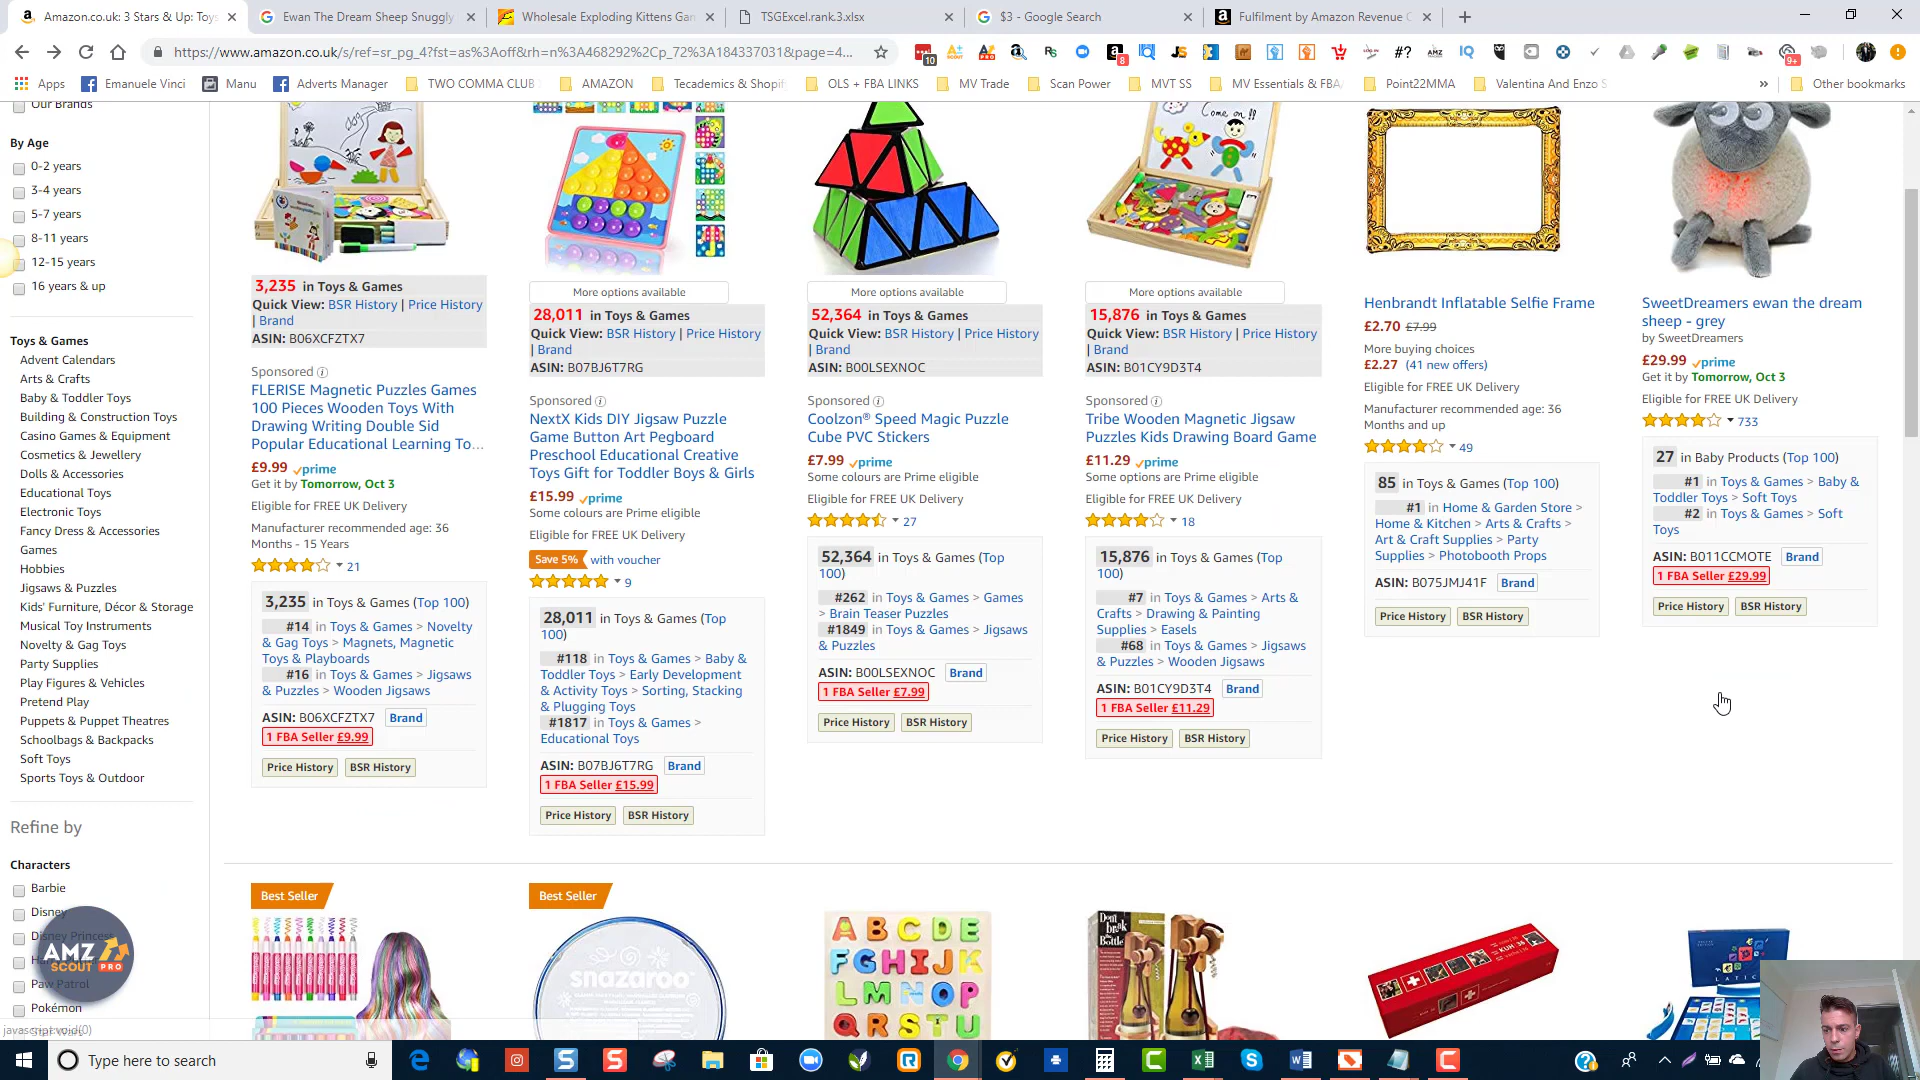 Amazon.co.uk: 3 Stars & Up: Toys
Ewan The Dream Sheep Snuggly
Wholesale Exploding Kittens Gam
TSGExcel.rank.3.xlsx
$3 - Google Search
Fulfilment by Amazon Revenue C
https://www.amazon.co.uk/s/ref=sr_pg_4?fst=as%3Aoff&rh=n%3A468292%2Cp_72%3A184337031&page=4...
Apps
Emanuele Vinci
Manu
Adverts Manager
TWO COMMA CLUB
AMAZON
Tecademics & Shopif
OLS + FBA LINKS
MV Trade
Scan Power
MVT SS
MV Essentials & FBA
Point22MMA
Valentina And Enzo S
Other bookmarks
Our Brands
By Age
0-2 years
3-4 years
5-7 years
8-11 years
12-15 years
16 years & up
Toys & Games
Advent Calendars
Arts & Crafts
Baby & Toddler Toys
Building & Construction Toys
Casino Games & Equipment
Cosmetics & Jewellery
Dolls & Accessories
Educational Toys
Electronic Toys
Fancy Dress & Accessories
Games
Hobbies
Jigsaws & Puzzles
Kids' Furniture, Décor & Storage
Musical Toy Instruments
Novelty & Gag Toys
Party Supplies
Play Figures & Vehicles
Pretend Play
Puppets & Puppet Theatres
Schoolbags & Backpacks
Soft Toys
Sports Toys & Outdoor
Refine by
Characters
Barbie
Disney
Disney Princess
Paw Patrol
Pokémon
AMZ
SCOUT PRO
javascript:void(0)
3,235 in Toys & Games
Quick View: BSR History | Price History
| Brand
ASIN: B06XCFZTX7
Sponsored
FLERISE Magnetic Puzzles Games
100 Pieces Wooden Toys With
Drawing Writing Double Sid
Popular Educational Learning To...
£9.99 prime
Get it by Tomorrow, Oct 3
Eligible for FREE UK Delivery
Manufacturer recommended age: 36
Months - 15 Years
21
3,235 in Toys & Games (Top 100)
#14 in Toys & Games > Novelty
& Gag Toys > Magnets, Magnetic
Toys & Playboards
#16 in Toys & Games > Jigsaws
& Puzzles > Wooden Jigsaws
ASIN: B06XCFZTX7 Brand
1 FBA Seller £9.99
Price History BSR History
More options available
28,011 in Toys & Games
Quick View: BSR History | Price History
| Brand
ASIN: B07BJ6T7RG
Sponsored
NextX Kids DIY Jigsaw Puzzle
Game Button Art Pegboard
Preschool Educational Creative
Toys Gift for Toddler Boys & Girls
£15.99 prime
Some colours are Prime eligible
Eligible for FREE UK Delivery
Save 5% with voucher
9
28,011 in Toys & Games (Top
100)
#118 in Toys & Games > Baby &
Toddler Toys > Early Development
& Activity Toys > Sorting, Stacking
& Plugging Toys
#1817 in Toys & Games >
Educational Toys
ASIN: B07BJ6T7RG Brand
1 FBA Seller £15.99
Price History BSR History
More options available
52,364 in Toys & Games
Quick View: BSR History | Price History
| Brand
ASIN: B00LSEXNOC
Sponsored
Coolzon® Speed Magic Puzzle
Cube PVC Stickers
£7.99 prime
Some colours are Prime eligible
Eligible for FREE UK Delivery
27
52,364 in Toys & Games (Top
100)
#262 in Toys & Games > Games
> Brain Teaser Puzzles
#1849 in Toys & Games > Jigsaws
& Puzzles
ASIN: B00LSEXNOC Brand
1 FBA Seller £7.99
Price History BSR History
Come on!!
More options available
15,876 in Toys & Games
Quick View: BSR History | Price History
| Brand
ASIN: B01CY9D3T4
Sponsored
Tribe Wooden Magnetic Jigsaw
Puzzles Kids Drawing Board Game
£11.29 prime
Some options are Prime eligible
Eligible for FREE UK Delivery
18
15,876 in Toys & Games (Top
100)
#7 in Toys & Games > Arts &
Crafts > Drawing & Painting
Supplies > Easels
#68 in Toys & Games > Jigsaws
& Puzzles > Wooden Jigsaws
ASIN: B01CY9D3T4 Brand
1 FBA Seller £11.29
Price History BSR History
Henbrandt Inflatable Selfie Frame
£2.70 £7.99
More buying choices
£2.27 (41 new offers)
Eligible for FREE UK Delivery
Manufacturer recommended age: 36
Months and up
49
85 in Toys & Games (Top 100)
#1 in Home & Garden Store >
Home & Kitchen > Arts & Crafts >
Art & Craft Supplies > Party
Supplies > Photobooth Props
ASIN: B075JMJ41F Brand
Price History BSR History
SweetDreamers ewan the dream
sheep - grey
by SweetDreamers
£29.99 prime
Get it by Tomorrow, Oct 3
Eligible for FREE UK Delivery
733
27 in Baby Products (Top 100)
#1 in Toys & Games > Baby &
Toddler Toys > Soft Toys
#2 in Toys & Games > Soft
Toys
ASIN: B011CCMOTE Brand
1 FBA Seller £29.99
Price History BSR History
Best Seller
Best Seller
snazaroo
A B C D E
F G H I J K
L M N O P
Q R S T U
Don't
break
the
Bottle
Type here to search